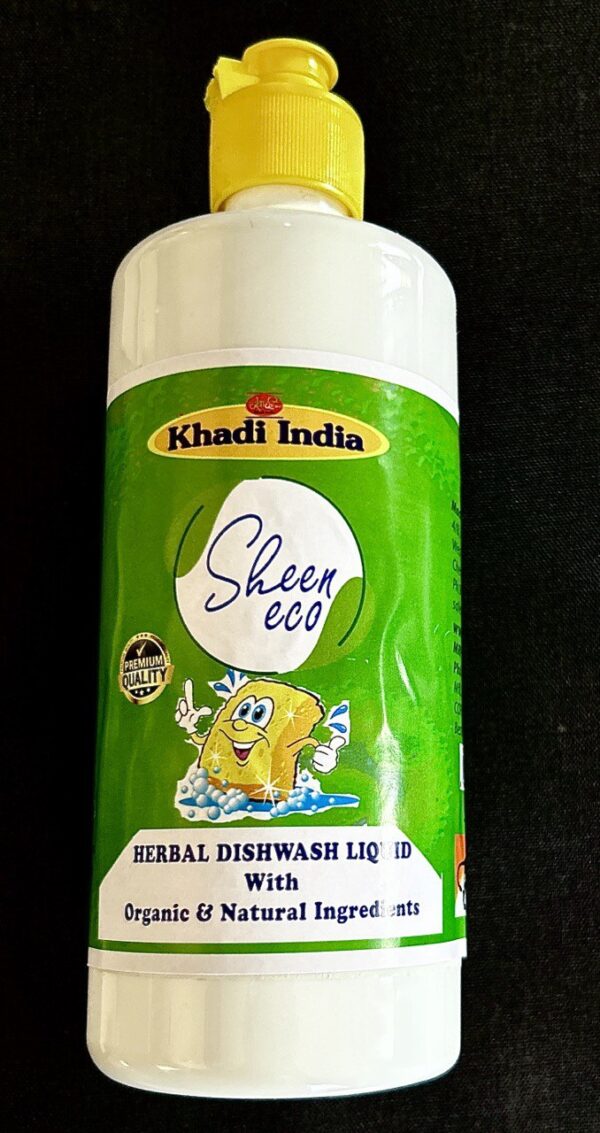 Khadi India
Sheen
eco
PREMIUM
QUALITY
HERBAL DISHWASH LIQUID
With
Organic & Natural Ingredients